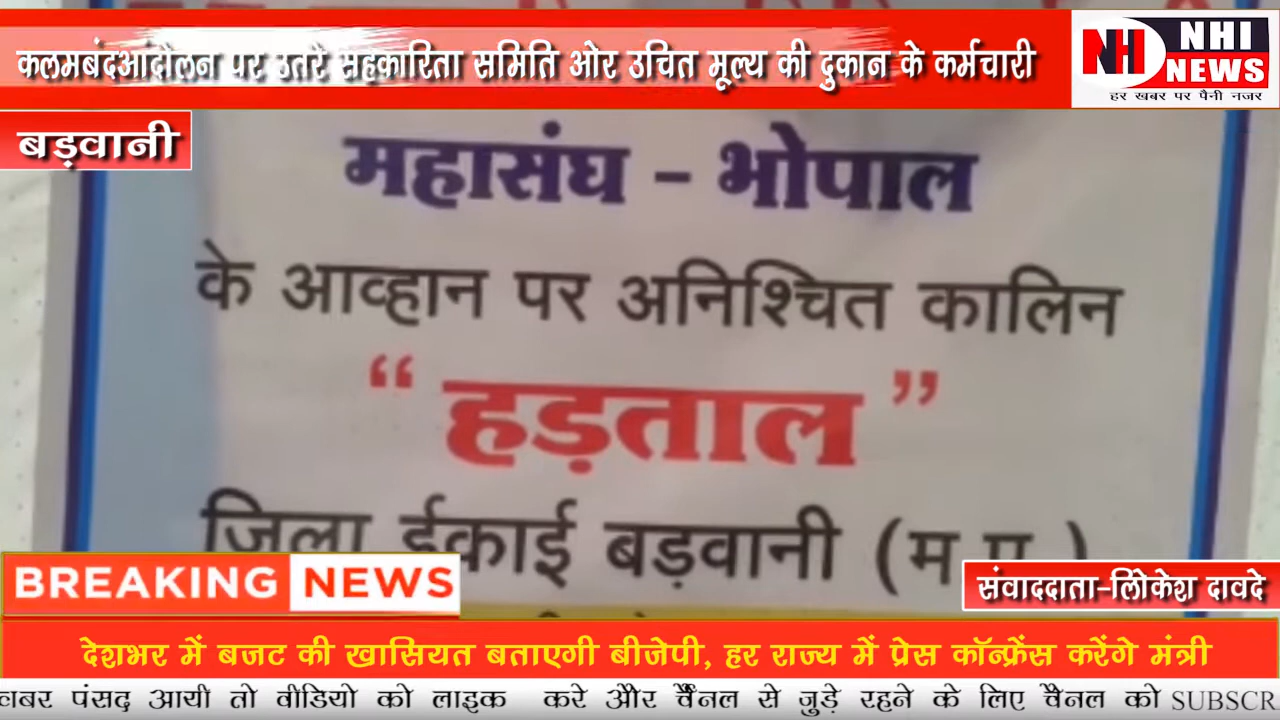 कलमबंदआंदोलन पर उतरे सहकारिता समिति ओर उचित मूल्य की दुकान के कर्मचारी
NH NHI NEWS
हर खबर पर पैनी नजर
बड़वानी
महासंघ - भोपाल
के आव्हान पर अनिश्चित कालिन
“ हड़ताल ”
जिला ईकाई बड़वानी (म.प्र.)
BREAKING NEWS
संवाददाता-लोिकेश दावदे
देशभर में बजट की खासियत बताएगी बीजेपी, हर राज्य में प्रेस कॉन्फ्रेंस करेंगे मंत्री
पंसद आयी तो वीडियो को लाइक करे और चैनल से जुड़े रहने के लिए चैनल को